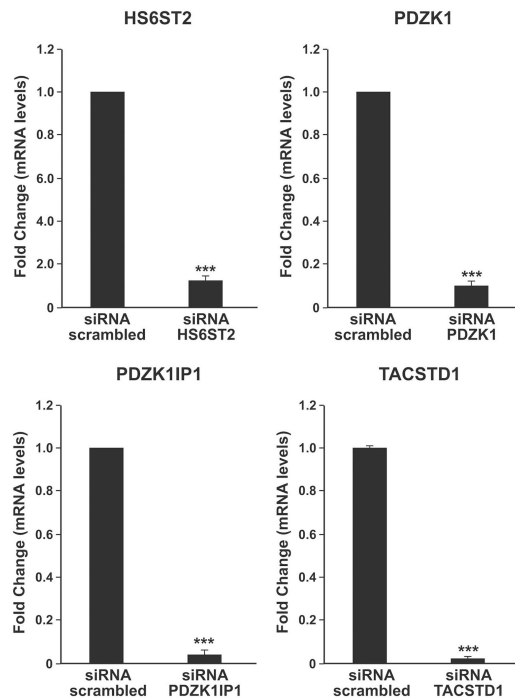 HS6ST2
Fold Change (mRNA levels)
1.2
1.0
0.8
6.0
4.0
2.0
0
***
siRNA scrambled
siRNA HS6ST2
PDZK1
Fold Change (mRNA levels)
1.2
1.0
0.8
0.6
0.4
0.2
0
***
siRNA scrambled
siRNA PDZK1
PDZK1IP1
Fold Change (mRNA levels)
1.2
1.0
0.8
0.6
0.4
0.2
0
***
siRNA scrambled
siRNA PDZK1IP1
TACSTD1
Fold Change (mRNA levels)
1.2
1.0
0.8
0.6
0.4
0.2
0
***
siRNA scrambled
siRNA TACSTD1